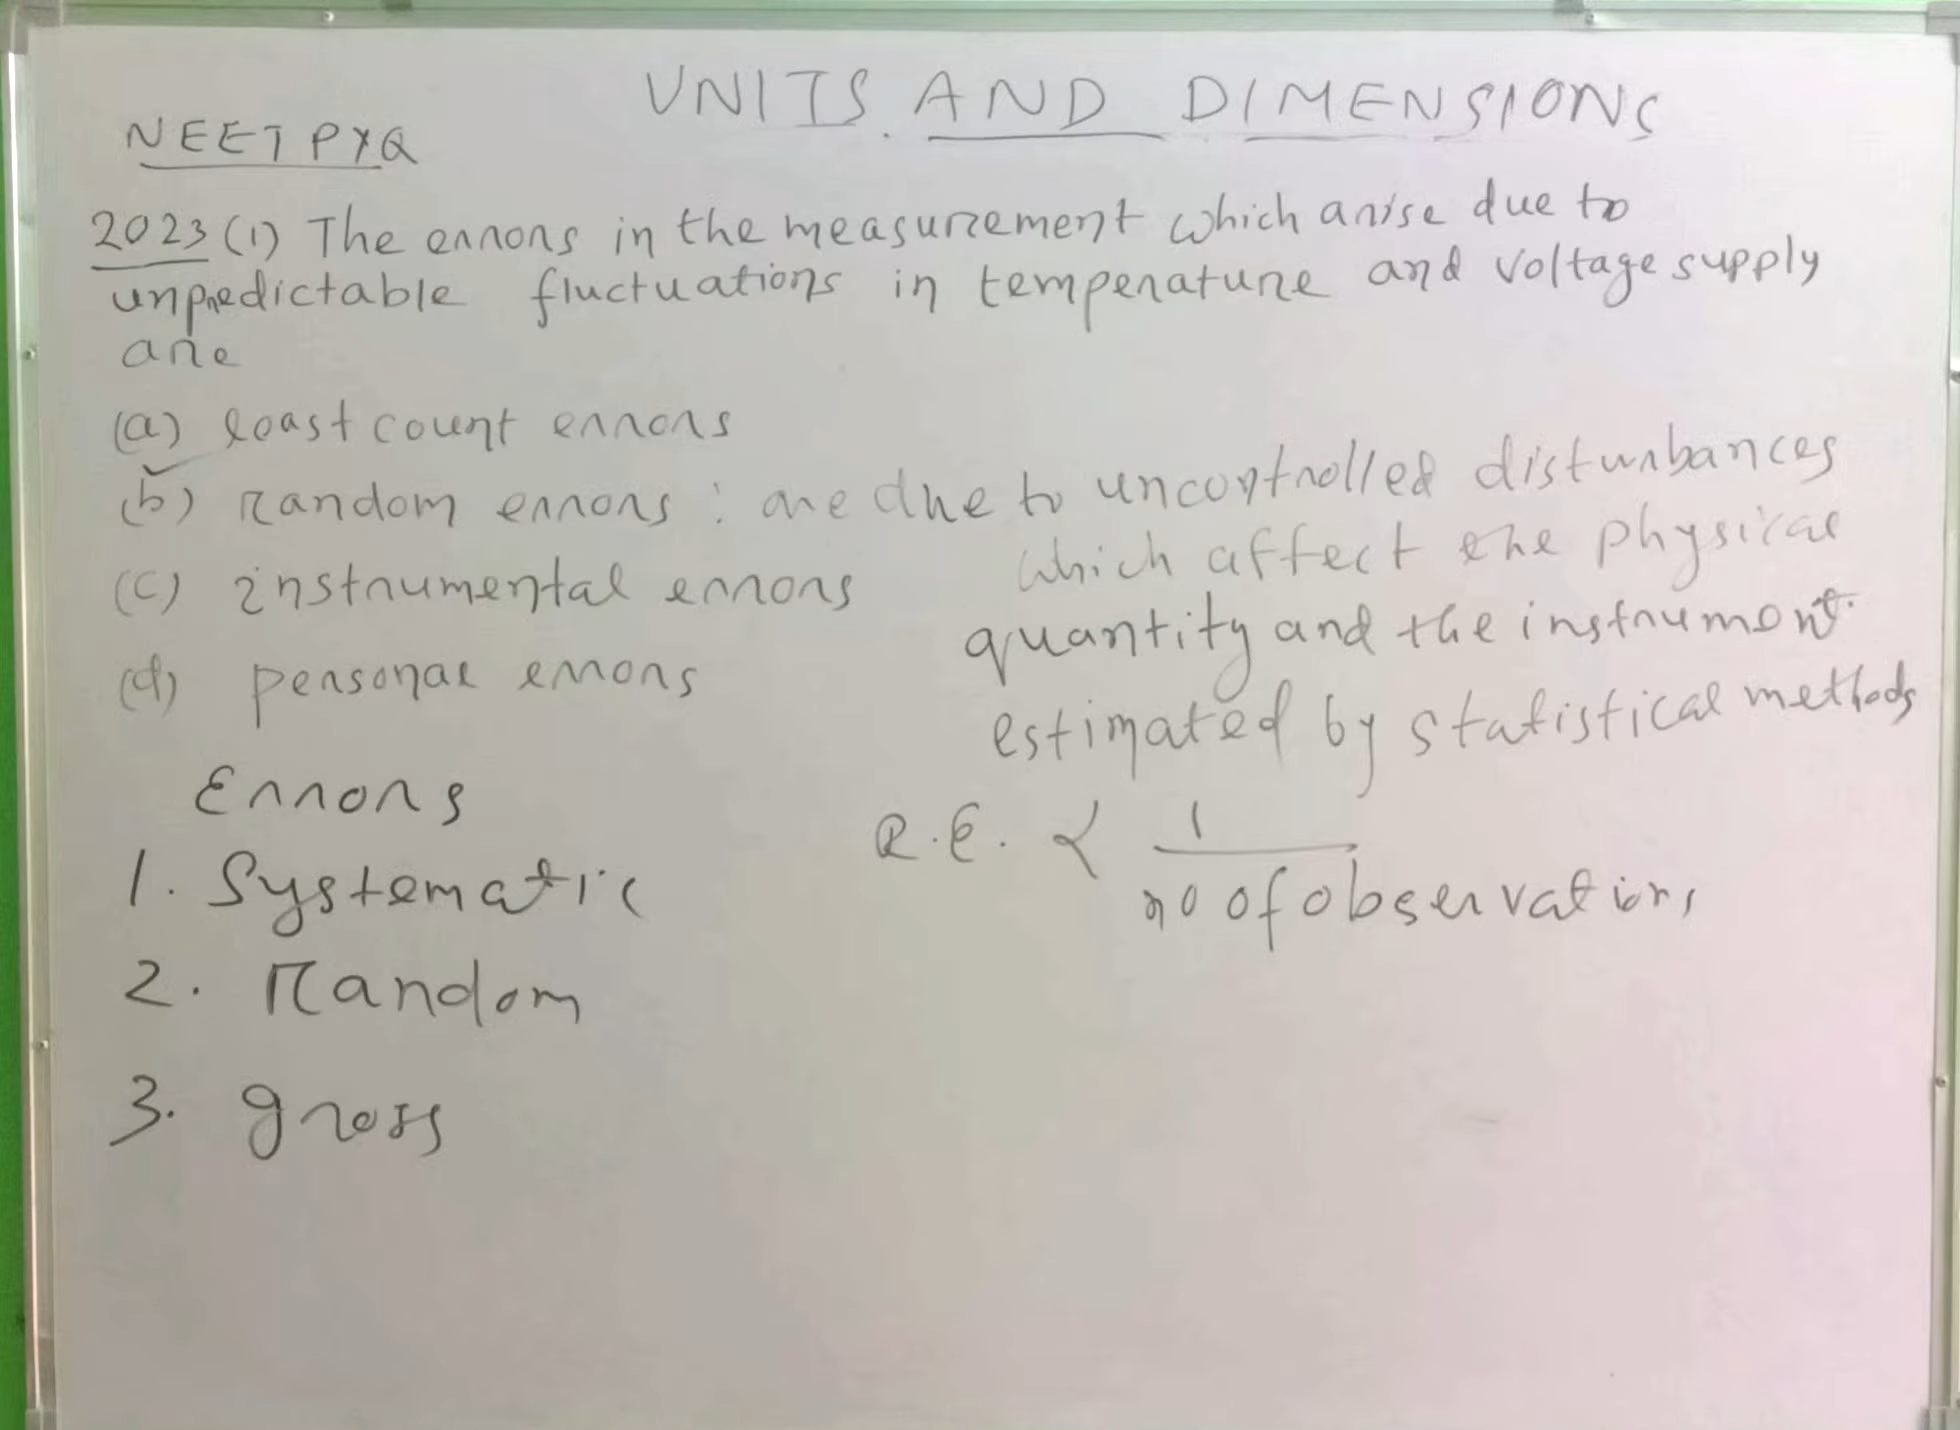 UNITS AND DIMENSIONS
NEET PYQ
2023 (1) The errors in the measurement which arise due to
unpredictable fluctuations in temperature and voltage supply
are
(a) least count errors
(b) random errors : are due to uncontrolled disturbances
which affect the physical
(c) instrumental errors
quantity and the instrument.
(d) personal errors
estimated by statistical methods
Errors
R.E. ∝ 1
no of observations
1. Systematic
2. Random
3. gross